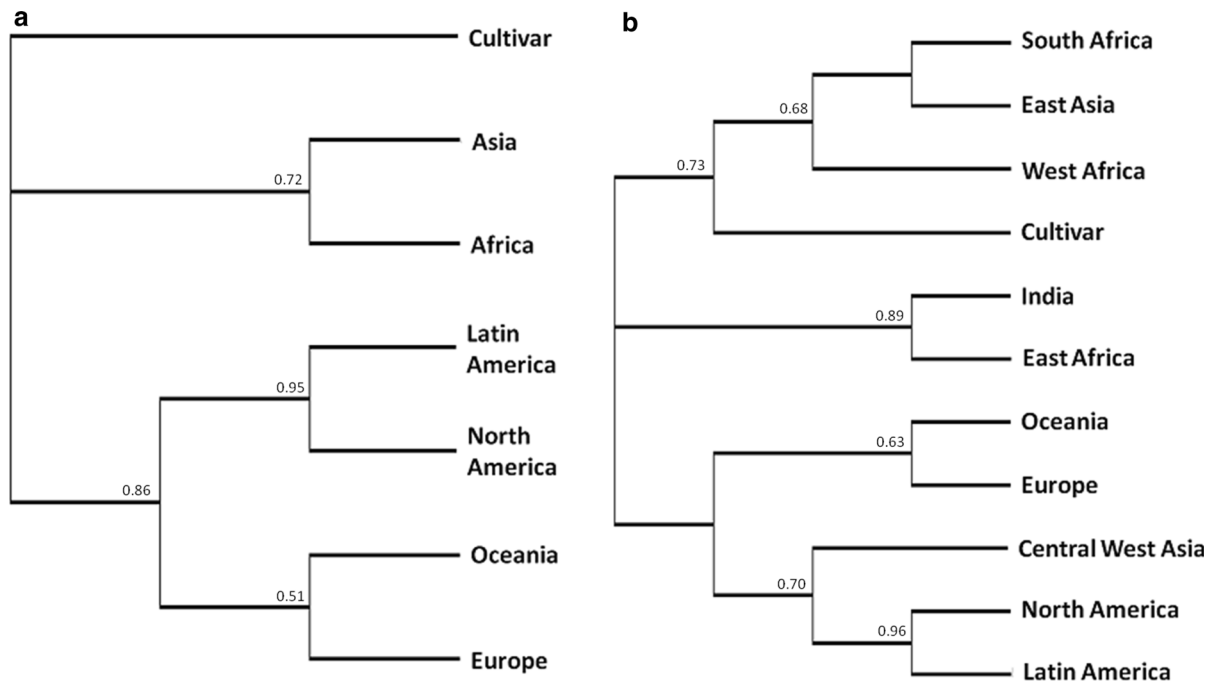 a
Cultivar
Asia
0.72
Africa
Latin
America
0.95
North
America
0.86
Oceania
0.51
Europe
b
South Africa
East Asia
0.68
West Africa
0.73
Cultivar
India
0.89
East Africa
Oceania
0.63
Europe
Central West Asia
0.70
North America
0.96
Latin America